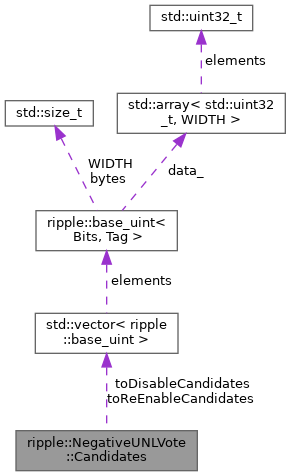 std::uint32_t
elements
std::size_t
std::array< std::uint32
_t, WIDTH >
WIDTH
bytes
data_
ripple::base_uint<
Bits, Tag >
elements
std::vector< ripple
::base_uint >
toDisableCandidates
toReEnableCandidates
ripple::NegativeUNLVote
::Candidates